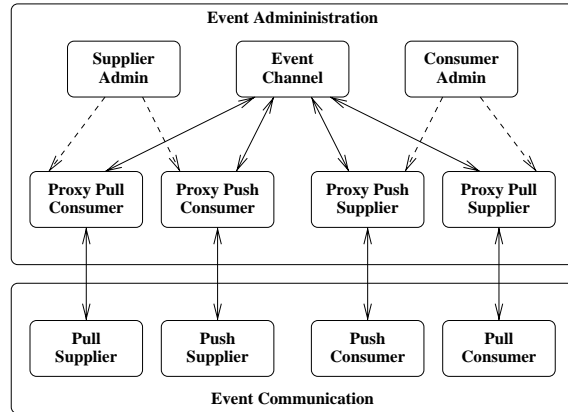 Event Admininistration
Supplier
Admin
Event
Channel
Consumer
Admin
Proxy Pull
Consumer
Proxy Push
Consumer
Proxy Push
Supplier
Proxy Pull
Supplier
Pull
Supplier
Push
Supplier
Push
Consumer
Pull
Consumer
Event Communication